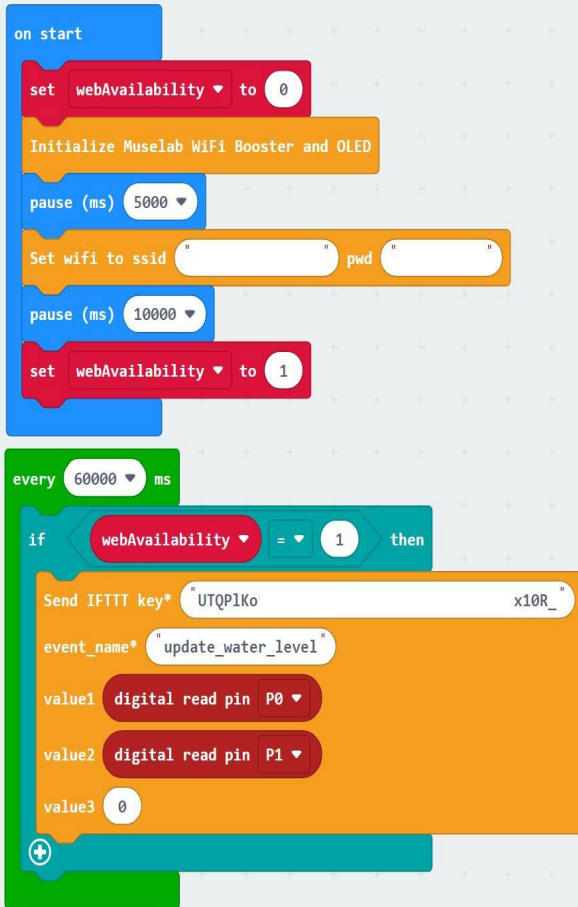 on start
set webAvailability to 0
Initialize Muselab WiFi Booster and OLED
pause (ms) 5000
Set wifi to ssid " " pwd " "
pause (ms) 10000
set webAvailability to 1
every 60000 ms
if webAvailability = 1 then
Send IFTTT key* "UTQPlKo x10R_"
event_name* "update_water_level"
value1 digital read pin P0
value2 digital read pin P1
value3 0